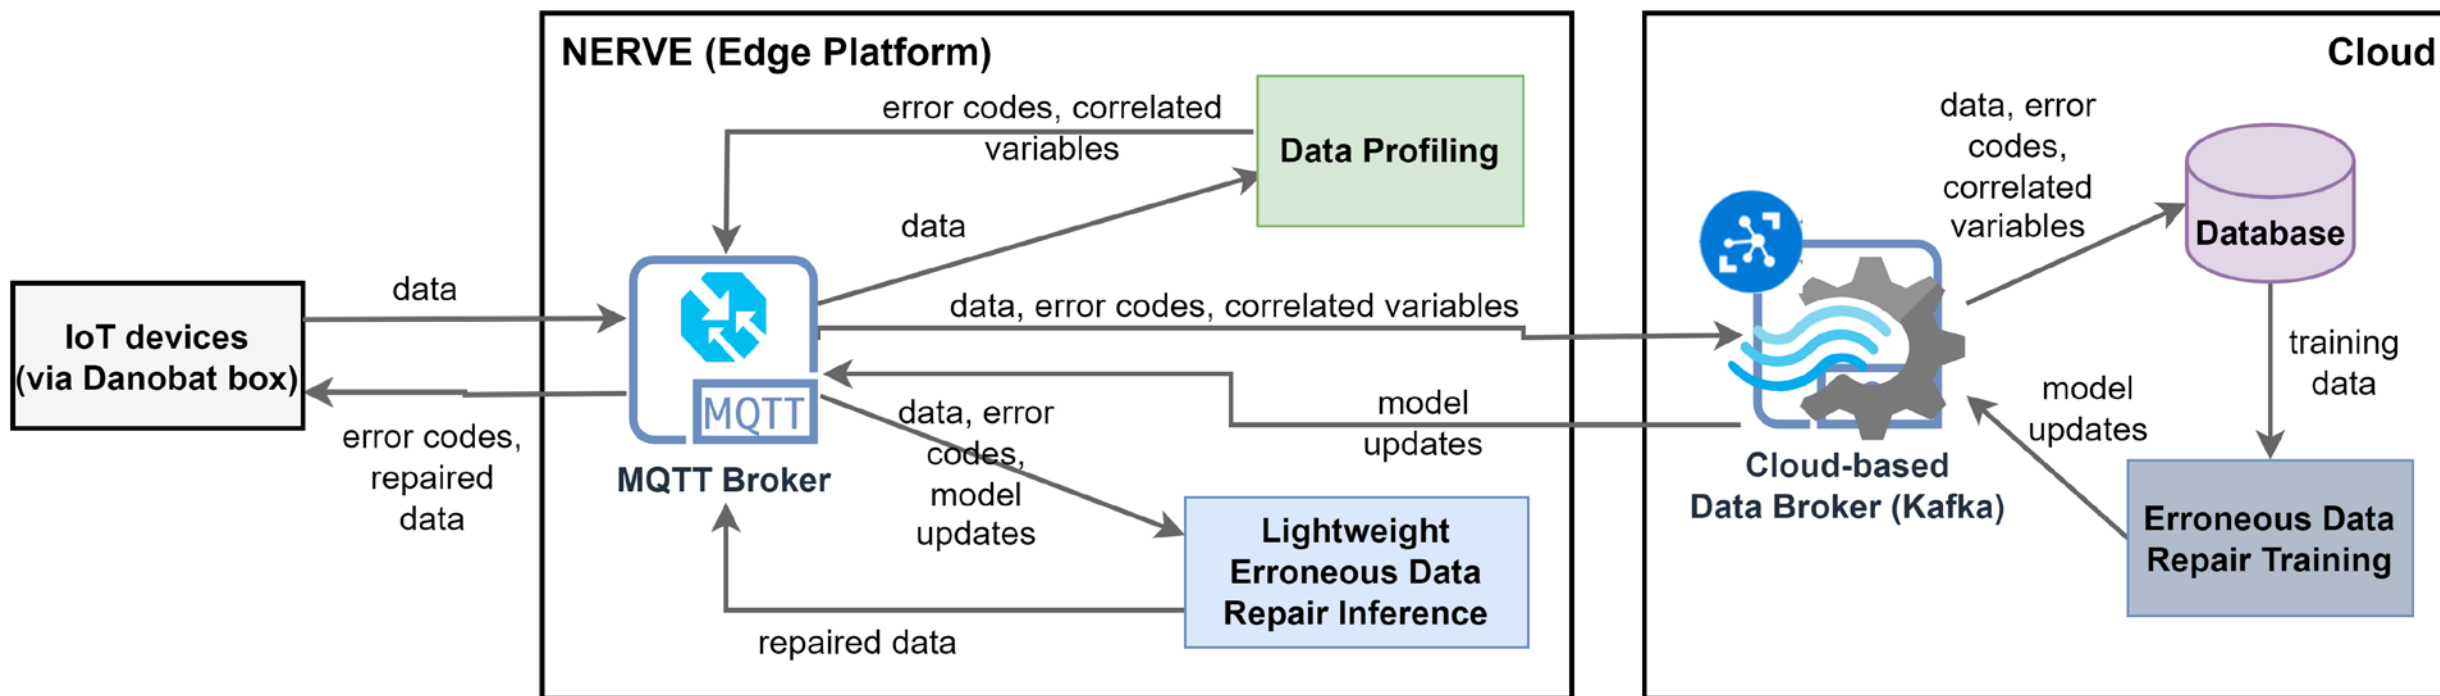 NERVE (Edge Platform)
Cloud
error codes, correlated
variables
Data Profiling
data
data, error
codes,
correlated
variables
Database
data
IoT devices
(via Danobat box)
data, error codes, correlated variables
training
data
error codes,
repaired
data
MQTT
MQTT Broker
data, error
codes,
model
updates
model
updates
Cloud-based
Data Broker (Kafka)
model
updates
Lightweight
Erroneous Data
Repair Inference
Erroneous Data
Repair Training
repaired data